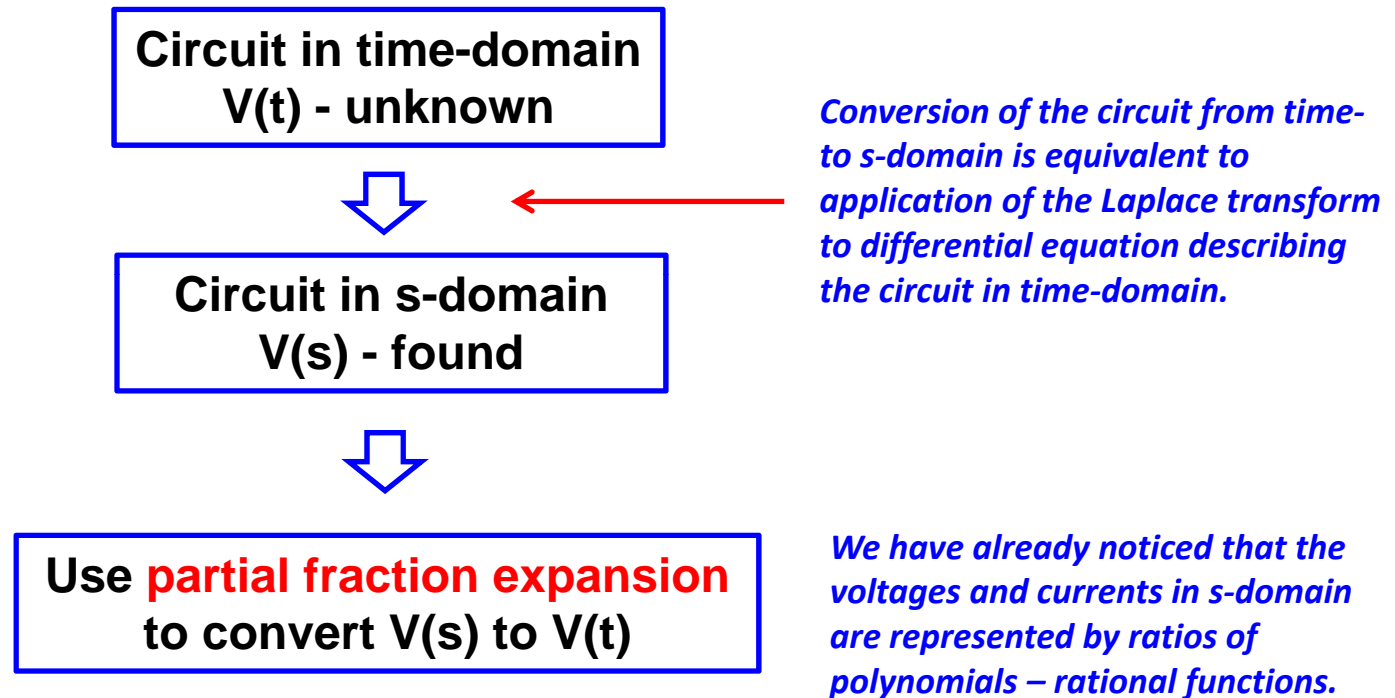 Circuit in time-domain
V(t) - unknown
Conversion of the circuit from time-
to s-domain is equivalent to
application of the Laplace transform
to differential equation describing
the circuit in time-domain.
Circuit in s-domain
V(s) - found
Use partial fraction expansion
to convert V(s) to V(t)
We have already noticed that the
voltages and currents in s-domain
are represented by ratios of
polynomials – rational functions.